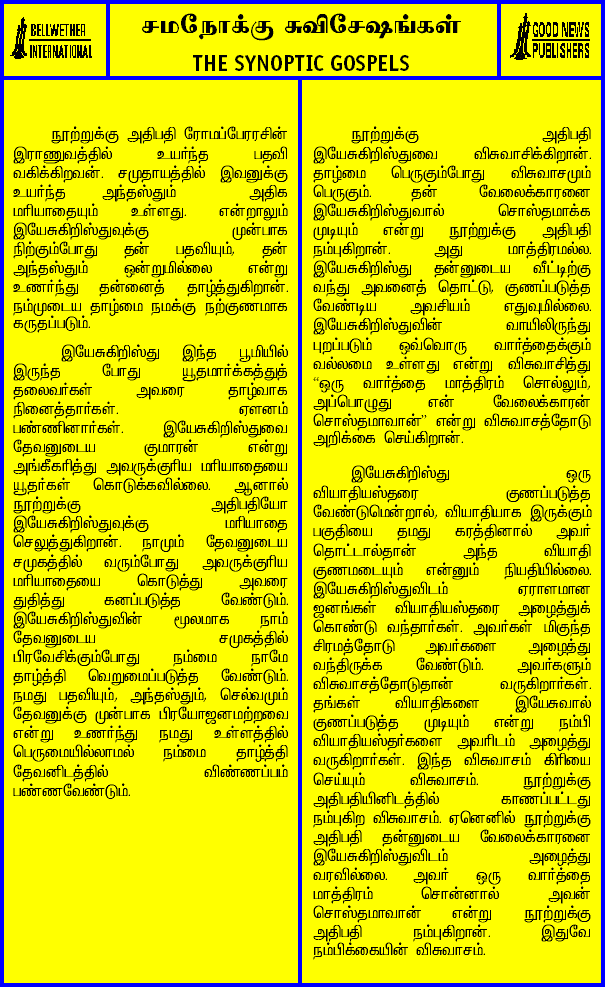 BELLWETHER
INTERNATIONAL
சமநோக்கு சுவிசேஷங்கள்
THE SYNOPTIC GOSPELS
GOOD NEWS
PUBLISHERS
நூற்றுக்கு அதிபதி ரோமப்பேரரசின்
இராணுவத்தில் உயர்ந்த பதவி
வகிக்கிறவன். சமுதாயத்தில் இவனுக்கு
உயர்ந்த அந்தஸ்தும் அதிக
மரியாதையும் உள்ளது. என்றாலும்
இயேசுகிறிஸ்துவுக்கு முன்பாக
நிற்கும்போது தன் பதவியும், தன்
அந்தஸ்தும் ஒன்றுமில்லை என்று
உணர்ந்து தன்னைத் தாழ்த்துகிறான்.
நம்முடைய தாழ்மை நமக்கு நற்குணமாக
கருதப்படும்.
இயேசுகிறிஸ்து இந்த பூமியில்
இருந்த போது யூதமார்க்கத்துத்
தலைவர்கள் அவரை தாழ்வாக
நினைத்தார்கள். ஏளனம்
பண்ணினார்கள். இயேசுகிறிஸ்துவை
தேவனுடைய குமாரன் என்று
அங்கீகரித்து அவருக்குரிய மரியாதையை
யூதர்கள் கொடுக்கவில்லை. ஆனால்
நூற்றுக்கு அதிபதியோ
இயேசுகிறிஸ்துவுக்கு மரியாதை
செலுத்துகிறான். நாமும் தேவனுடைய
சமுகத்தில் வரும்போது அவருக்குரிய
மரியாதையை கொடுத்து அவரை
துதித்து கனப்படுத்த வேண்டும்.
இயேசுகிறிஸ்துவின் மூலமாக நாம்
தேவனுடைய சமுகத்தில்
பிரவேசிக்கும்போது நம்மை நாமே
தாழ்த்தி வெறுமைப்படுத்த வேண்டும்.
நமது பதவியும், அந்தஸ்தும், செல்வமும்
தேவனுக்கு முன்பாக பிரயோஜனமற்றவை
என்று உணர்ந்து நமது உள்ளத்தில்
பெருமையில்லாமல் நம்மை தாழ்த்தி
தேவனிடத்தில் விண்ணப்பம்
பண்ணவேண்டும்.
நூற்றுக்கு அதிபதி
இயேசுகிறிஸ்துவை விசுவாசிக்கிறான்.
தாழ்மை பெருகும்போது விசுவாசமும்
பெருகும். தன் வேலைக்காரனை
இயேசுகிறிஸ்துவால் சொஸ்தமாக்க
முடியும் என்று நூற்றுக்கு அதிபதி
நம்புகிறான். அது மாத்திரமல்ல.
இயேசுகிறிஸ்து தன்னுடைய வீட்டிற்கு
வந்து அவனைத் தொட்டு, குணப்படுத்த
வேண்டிய அவசியம் எதுவுமில்லை.
இயேசுகிறிஸ்துவின் வாயிலிருந்து
புறப்படும் ஒவ்வொரு வார்த்தைக்கும்
வல்லமை உள்ளது என்று விசுவாசித்து
“ஒரு வார்த்தை மாத்திரம் சொல்லும்,
அப்பொழுது என் வேலைக்காரன்
சொஸ்தமாவான்” என்று விசுவாசத்தோடு
அறிக்கை செய்கிறான்.
இயேசுகிறிஸ்து ஒரு
வியாதியஸ்தரை குணப்படுத்த
வேண்டுமென்றால், வியாதியாக இருக்கும்
பகுதியை தமது கரத்தினால் அவர்
தொட்டால்தான் அந்த வியாதி
குணமடையும் என்னும் நியதியில்லை.
இயேசுகிறிஸ்துவிடம் ஏராளமான
ஜனங்கள் வியாதியஸ்தரை அழைத்துக்
கொண்டு வந்தார்கள். அவர்கள் மிகுந்த
சிரமத்தோடு அவர்களை அழைத்து
வந்திருக்க வேண்டும். அவர்களும்
விசுவாசத்தோடுதான் வருகிறார்கள்.
தங்கள் வியாதிகளை இயேசுவால்
குணப்படுத்த முடியும் என்று நம்பி
வியாதியஸ்தர்களை அவரிடம் அழைத்து
வருகிறார்கள். இந்த விசுவாசம் கிரியை
செய்யும் விசுவாசம். நூற்றுக்கு
அதிபதியினிடத்தில் காணப்பட்டது
நம்புகிற விசுவாசம். ஏனெனில் நூற்றுக்கு
அதிபதி தன்னுடைய வேலைக்காரனை
இயேசுகிறிஸ்துவிடம் அழைத்து
வரவில்லை. அவர் ஒரு வார்த்தை
மாத்திரம் சொன்னால் அவன்
சொஸ்தமாவான் என்று நூற்றுக்கு
அதிபதி நம்புகிறான். இதுவே
நம்பிக்கையின் விசுவாசம்.